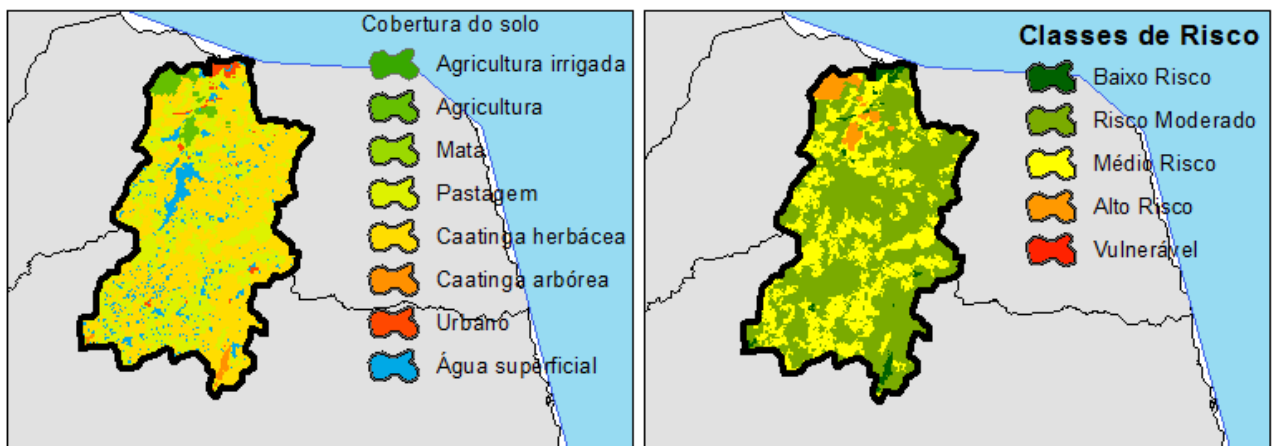 Cobertura do solo
Agricultura irrigada
Agricultura
Mata
Pastagem
Caatinga herbácea
Caatinga arbórea
Urbano
Água superficial
Classes de Risco
Baixo Risco
Risco Moderado
Médio Risco
Alto Risco
Vulnerável